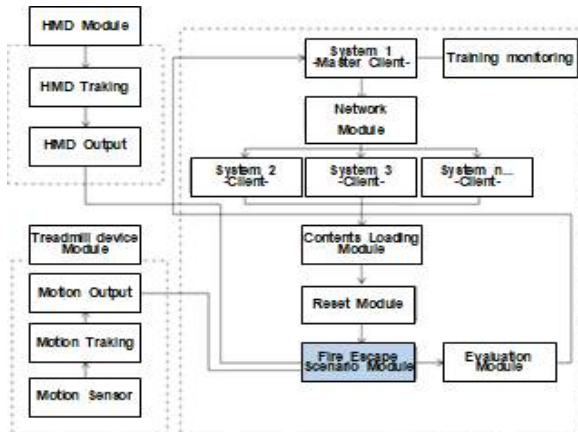 HMD Module
HMD Traking
HMD Output
Treadmill device
Module
Motion Output
Motion Traking
Motion Sensor
System 1
-Master Client-
Training monitoring
Network
Module
System 2
-Client-
System 3
-Client-
System n...
-Client-
Contents Loading
Module
Reset Module
Fire Escape
Scenario Module
Evaluation
Module